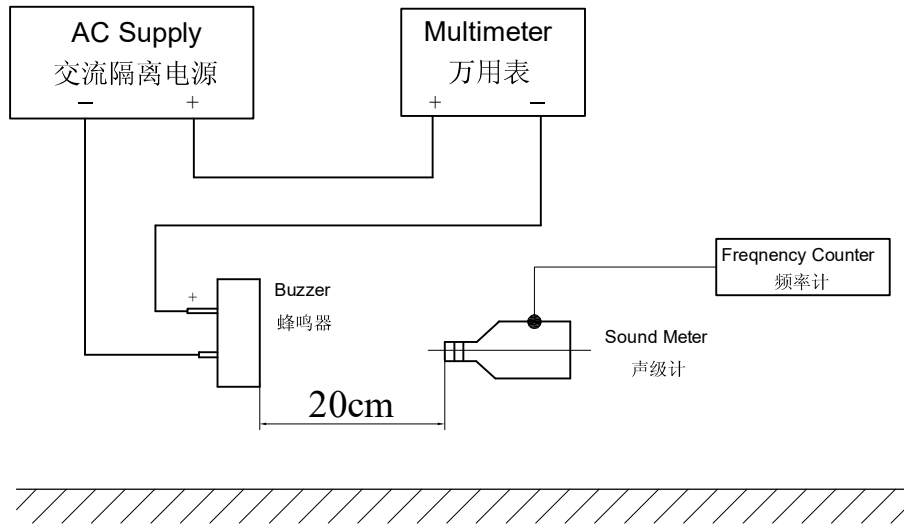 AC Supply
交流隔离电源
− +
Multimeter
万用表
+ −
Freqnency Counter
频率计
+
Buzzer
蜂鸣器
Sound Meter
声级计
20cm